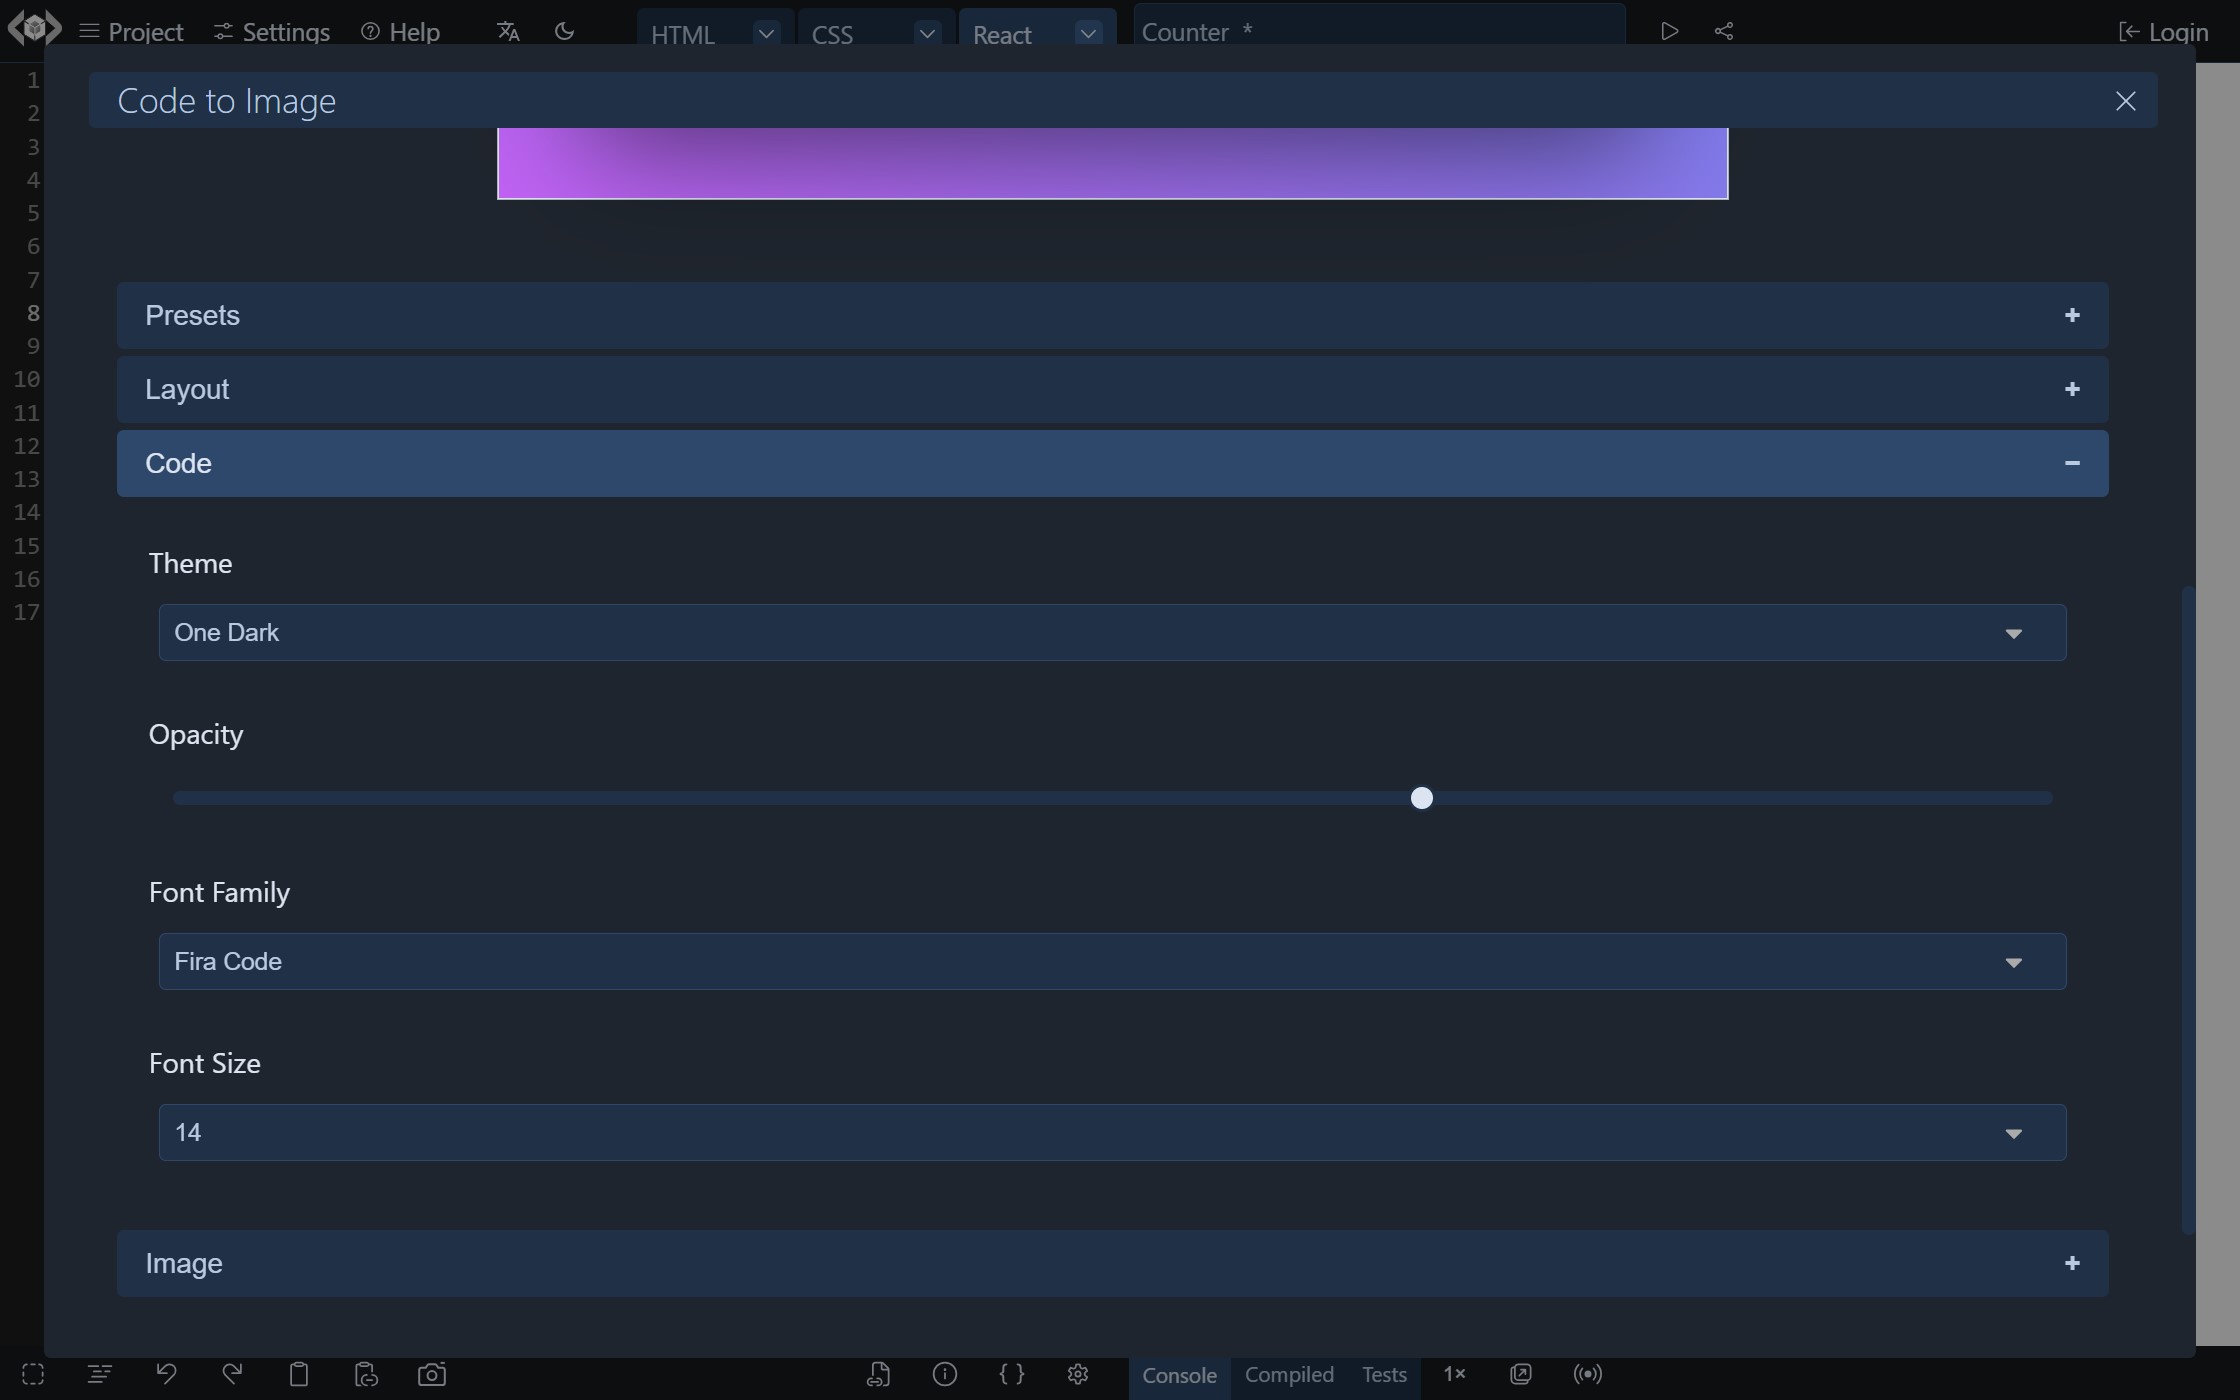 Project Settings Help HTML CSS React Counter * Login
Code to Image
1
2
3
4
5
6
7
8
9
10
11
12
13
14
15
16
17
Presets +
Layout +
Code −
Theme
One Dark
Opacity
Font Family
Fira Code
Font Size
14
Image +
Console Compiled Tests 1×